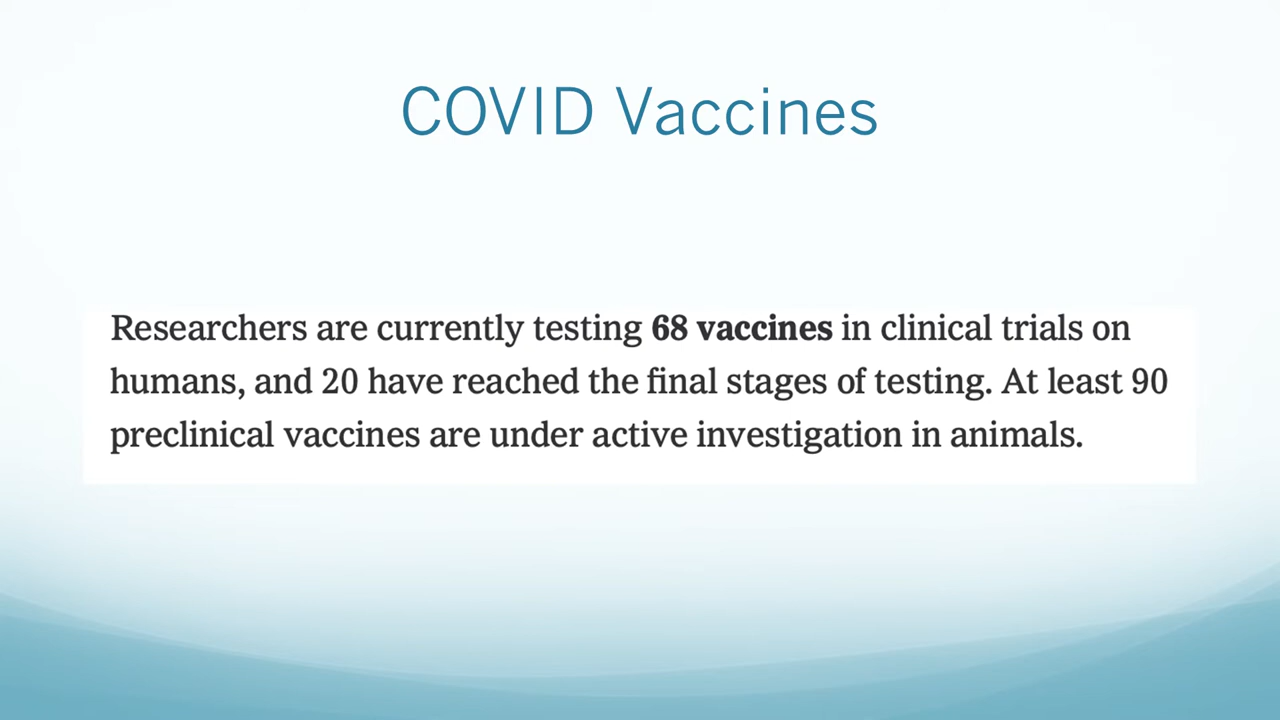 COVID Vaccines
Researchers are currently testing 68 vaccines in clinical trials on
humans, and 20 have reached the final stages of testing. At least 90
preclinical vaccines are under active investigation in animals.